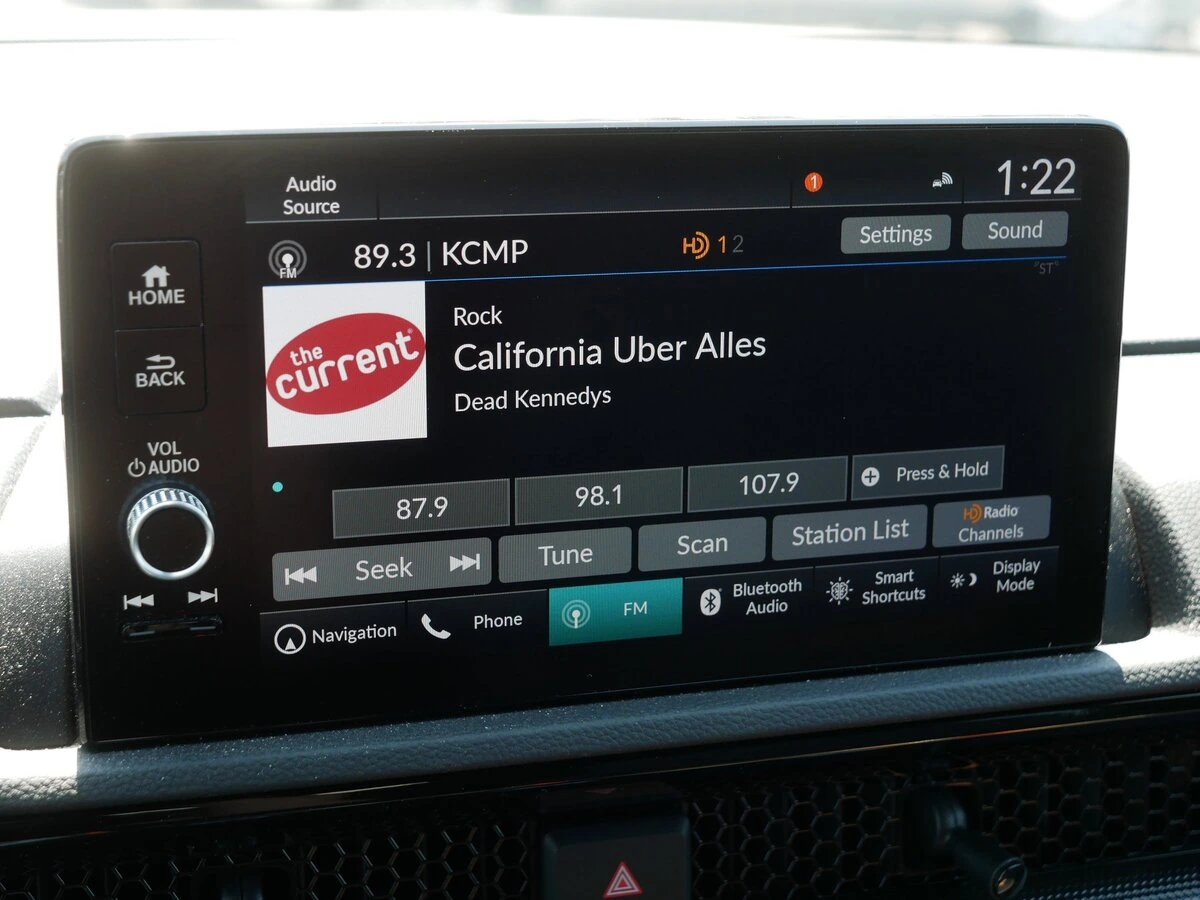 Audio
Source
1
1:22
FM
89.3 | KCMP
HD 1 2
Settings
Sound
"ST"
HOME
the
current®
Rock
California Uber Alles
Dead Kennedys
BACK
VOL
AUDIO
87.9
98.1
107.9
Press & Hold
Seek
Tune
Scan
Station List
HD Radio
Channels
Navigation
Phone
FM
Bluetooth
Audio
Smart
Shortcuts
Display
Mode